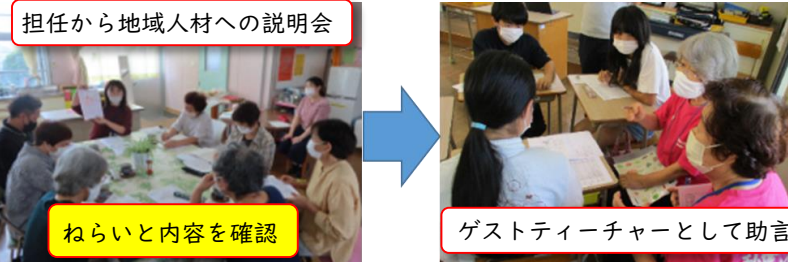 担任から地域人材への説明会
ねらいと内容を確認
ゲストティーチャーとして助言